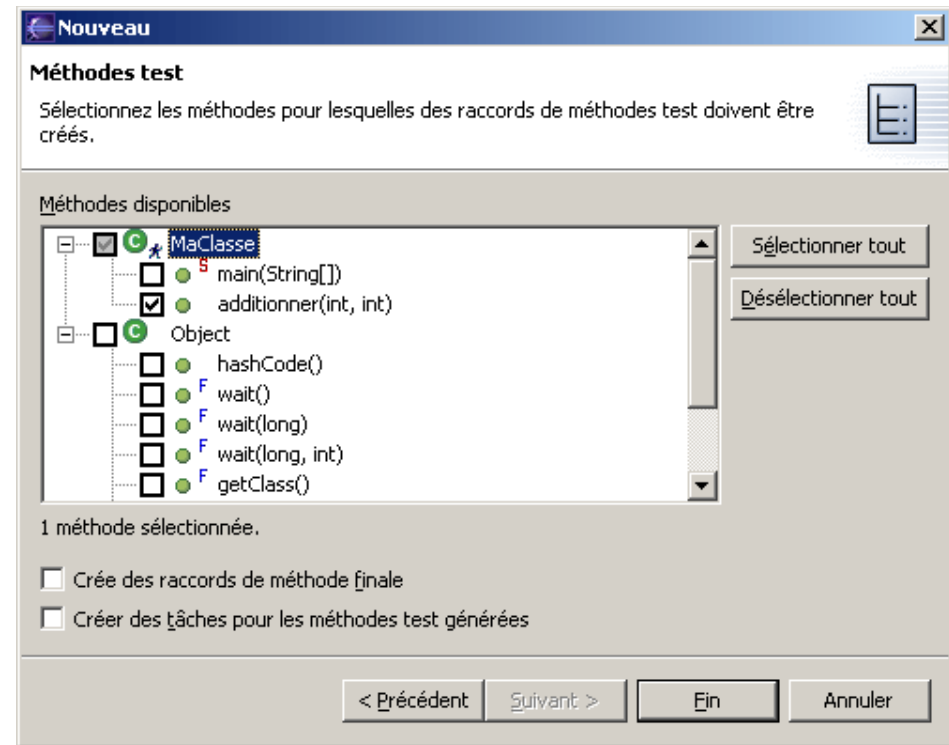 Nouveau
Méthodes test
Sélectionnez les méthodes pour lesquelles des raccords de méthodes test doivent être
créés.
Méthodes disponibles
C MaClasse
S main(String[])
additionner(int, int)
C Object
hashCode()
F wait()
F wait(long)
F wait(long, int)
F getClass()
Sélectionner tout
Désélectionner tout
1 méthode sélectionnée.
Crée des raccords de méthode finale
Créer des tâches pour les méthodes test générées
< Précédent
Suivant >
Fin
Annuler